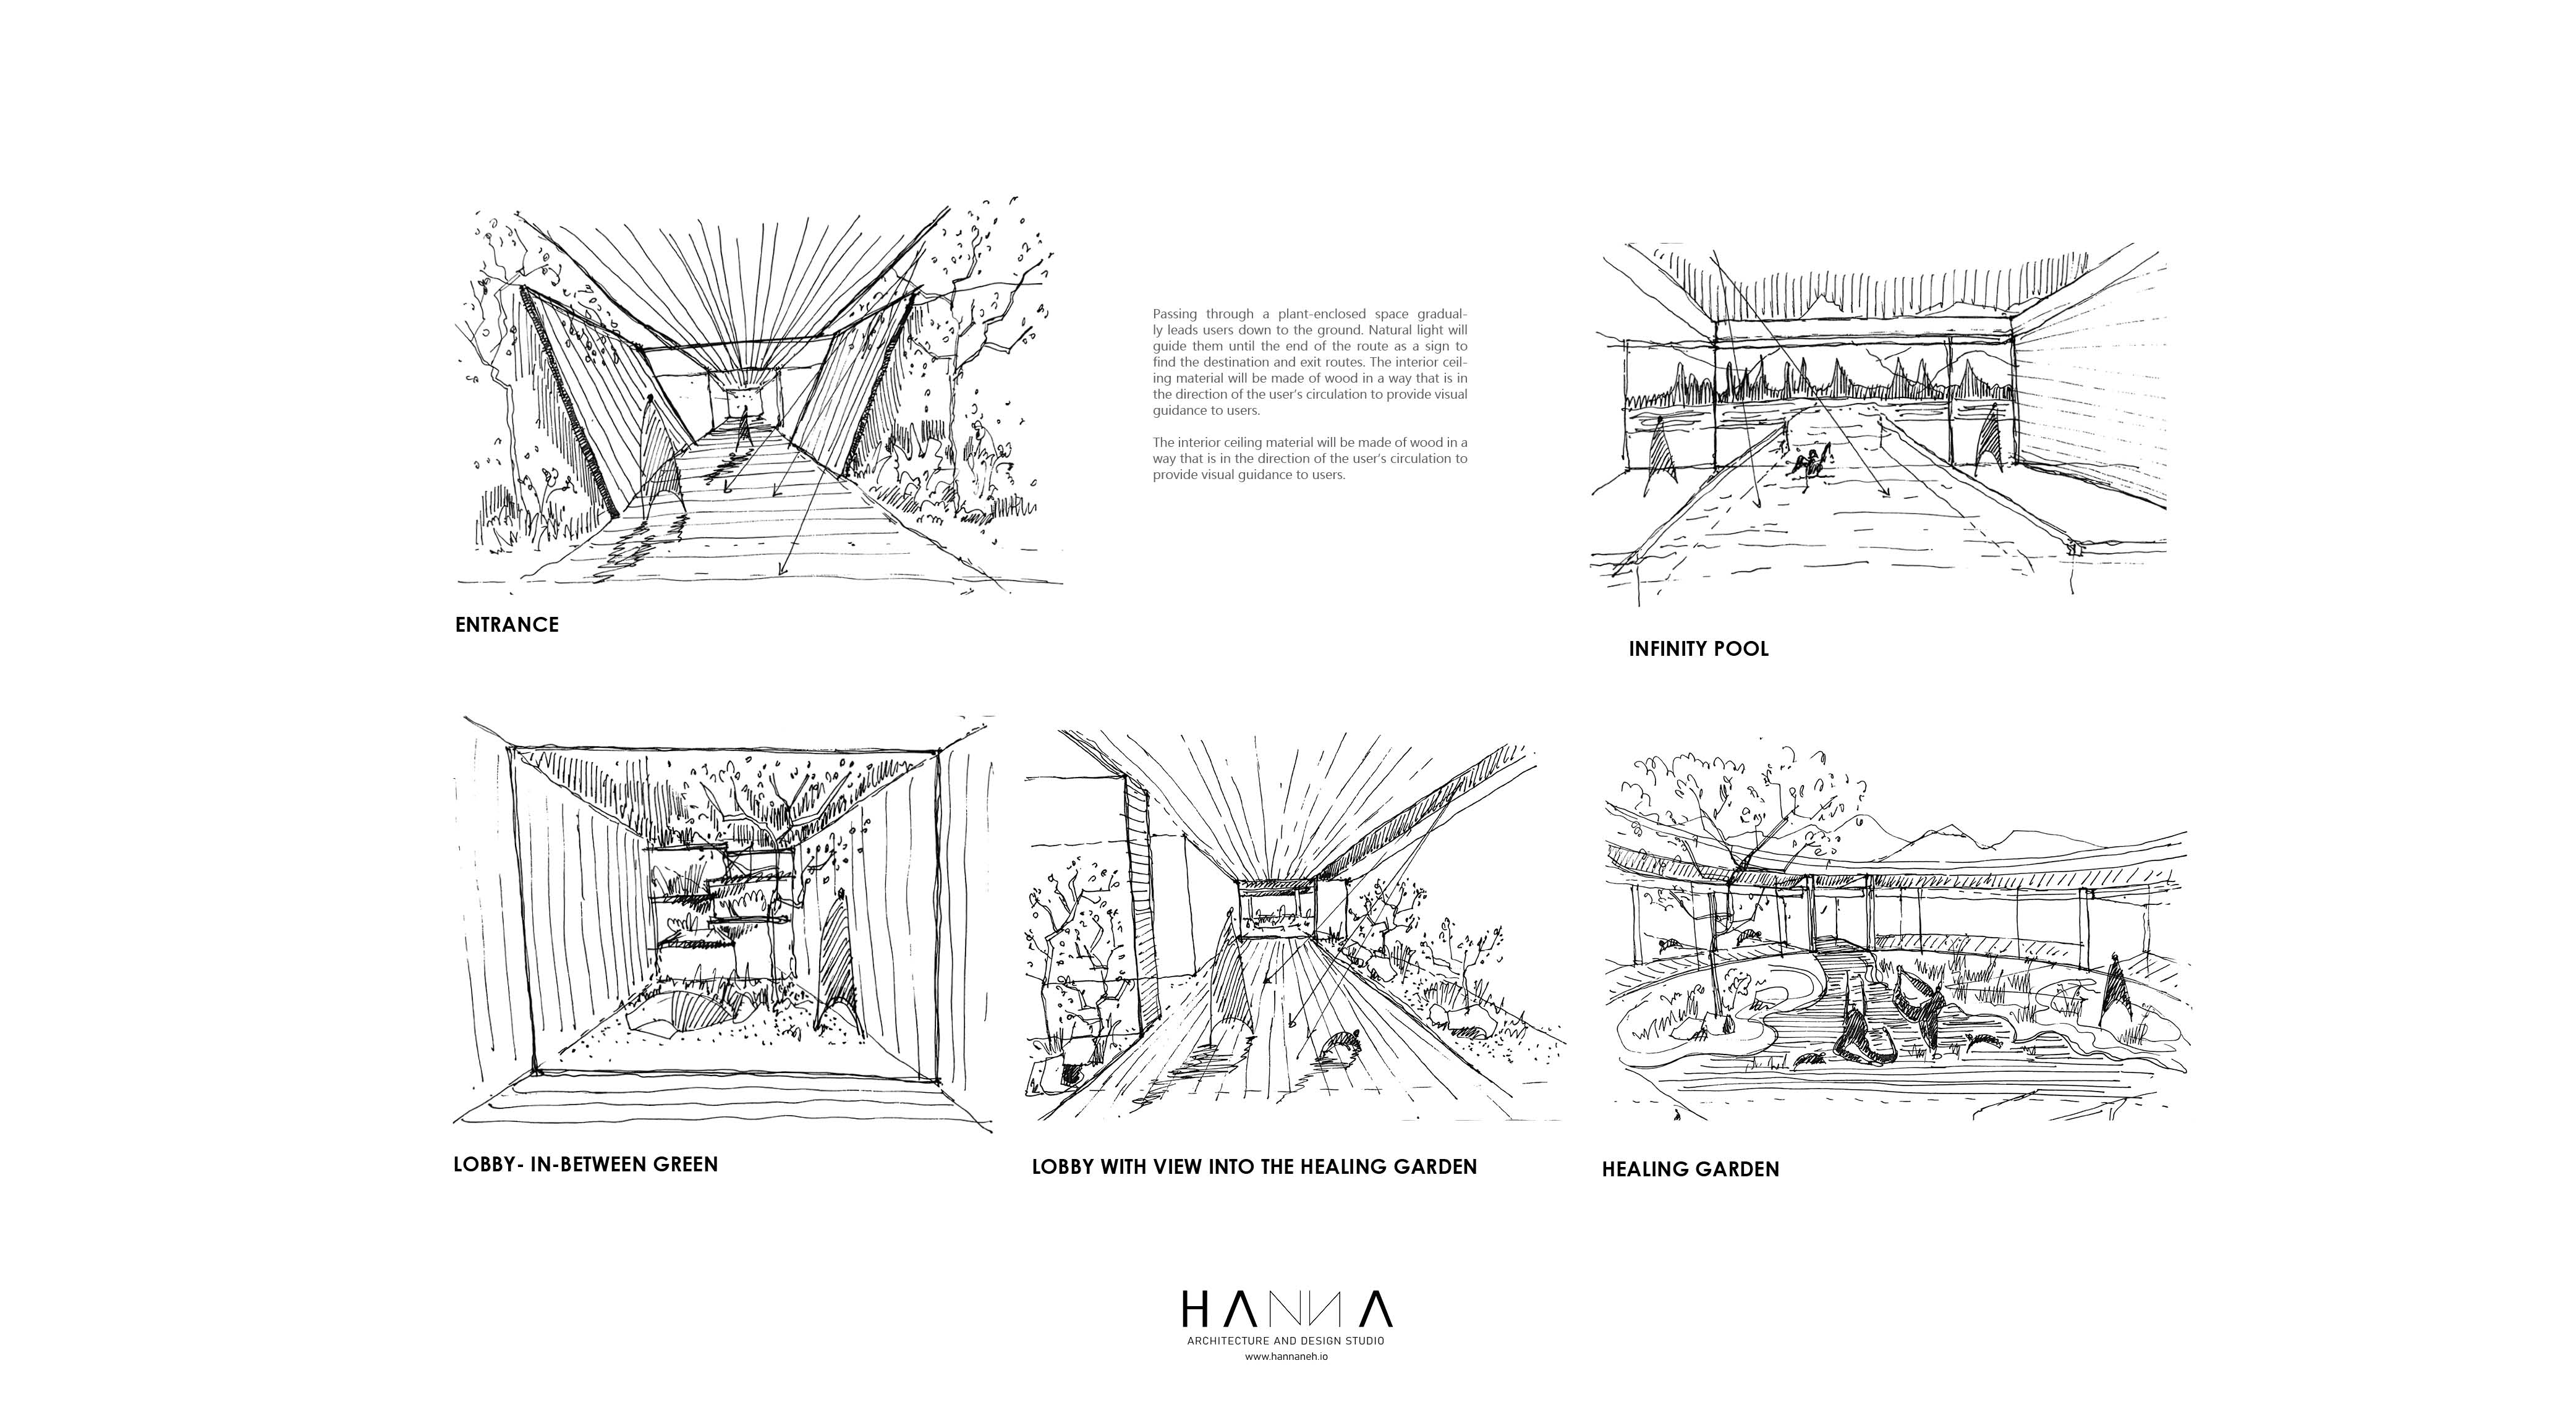 Passing through a plant-enclosed space gradual-
ly leads users down to the ground. Natural light will
guide them until the end of the route as a sign to
find the destination and exit routes. The interior ceil-
ing material will be made of wood in a way that is in
the direction of the user's circulation to provide visual
guidance to users.
The interior ceiling material will be made of wood in a
way that is in the direction of the user's circulation to
provide visual guidance to users.
ENTRANCE
INFINITY POOL
LOBBY- IN-BETWEEN GREEN
LOBBY WITH VIEW INTO THE HEALING GARDEN
HEALING GARDEN
HANNA
ARCHITECTURE AND DESIGN STUDIO
www.hannaneh.io